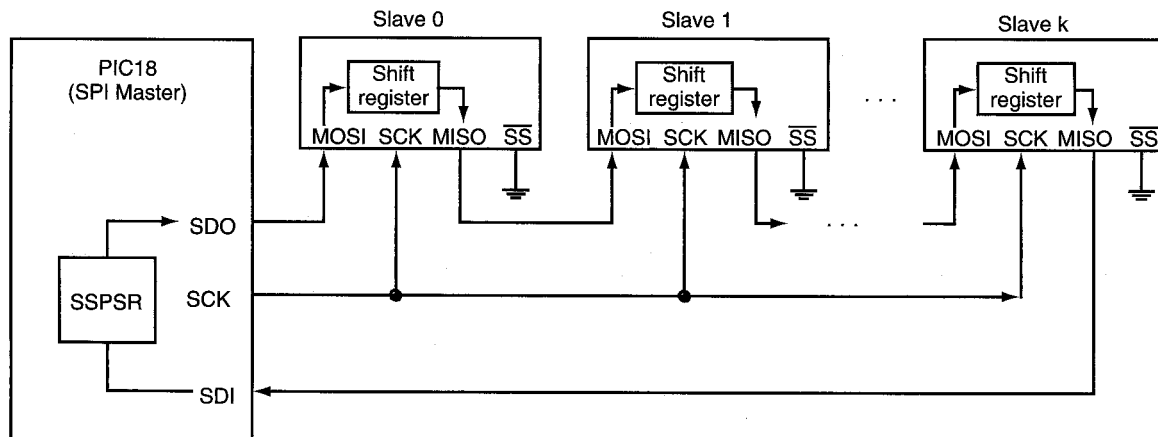 Slave 0
Slave 1
Slave k
PIC18
(SPI Master)
Shift
register
Shift
register
Shift
register
. . .
MOSI SCK MISO SS
MOSI SCK MISO SS
MOSI SCK MISO SS
SDO
. . .
SSPSR
SCK
SDI